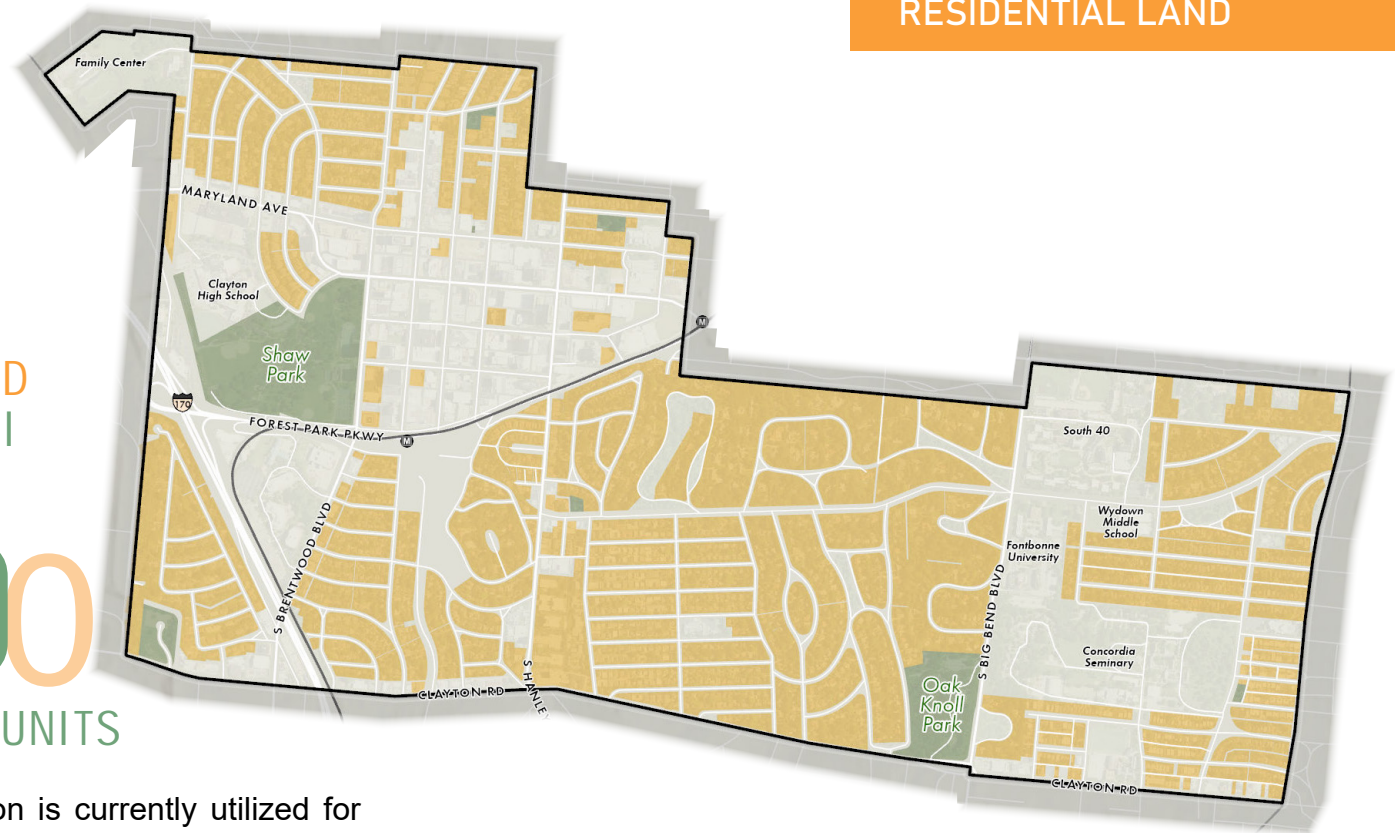 RESIDENTIAL LAND
Family Center
MARYLAND AVE
Clayton
High School
Shaw
Park
170
FOREST PARK PKWY
M
M
S BRENTWOOD BLVD
CLAYTON RD
S HANLE
South 40
Wydown
Middle
School
Fontbonne
University
S BIG BEND BLVD
Concordia
Seminary
Oak
Knoll
Park
CLAYTON RD
D
I
00
UNITS
on is currently utilized for